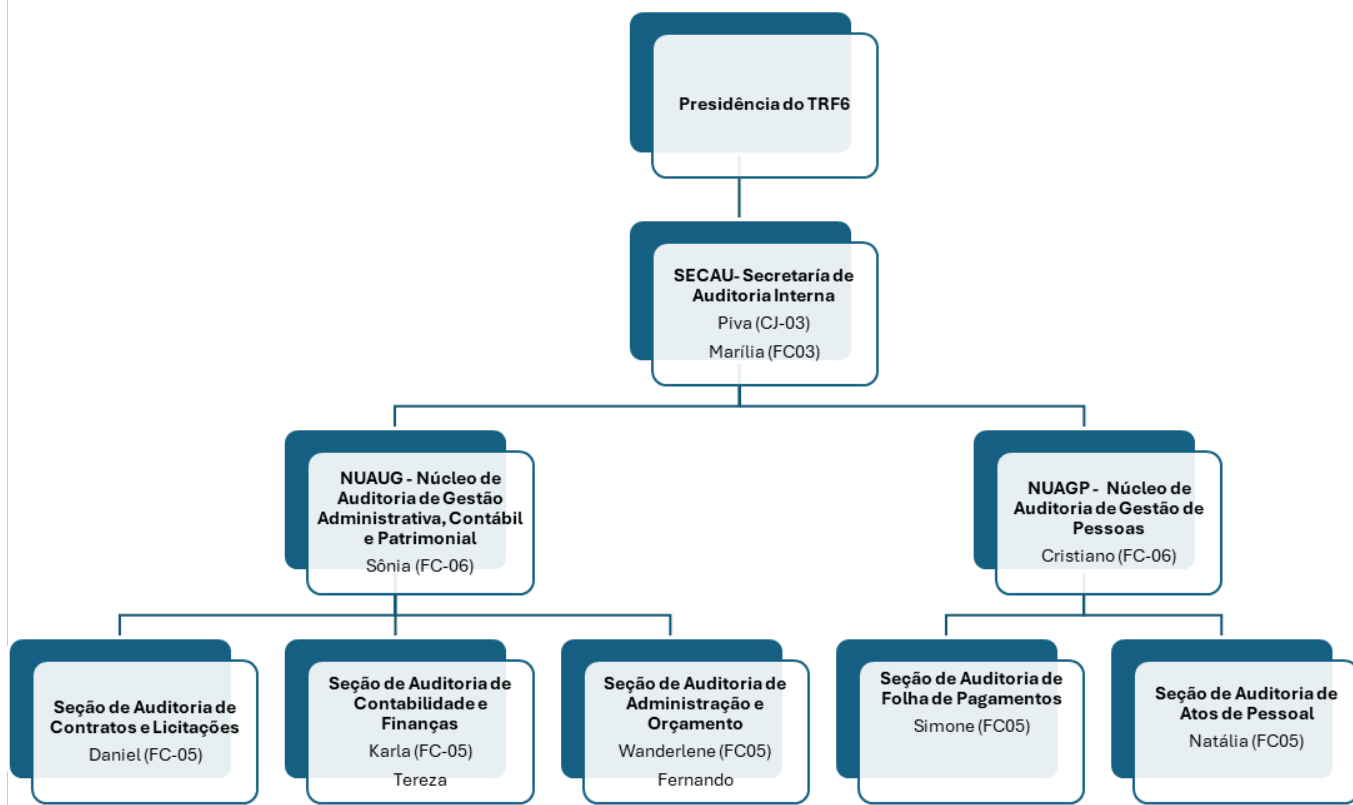 Presidência do TRF6
SECAU- Secretaría de
Auditoria Interna
Piva (CJ-03)
Marília (FC03)
NUAUG - Núcleo de
Auditoria de Gestão
Administrativa, Contábil
e Patrimonial
Sônia (FC-06)
NUAGP -  Núcleo de
Auditoria de Gestão de
Pessoas
Cristiano (FC-06)
Seção de Auditoria de
Contratos e Licitações
Daniel (FC-05)
Seção de Auditoria de
Contabilidade e
Finanças
Karla (FC-05)
Tereza
Seção de Auditoria de
Administração e
Orçamento
Wanderlene (FC05)
Fernando
Seção de Auditoria de
Folha de Pagamentos
Simone (FC05)
Seção de Auditoria de
Atos de Pessoal
Natália (FC05)